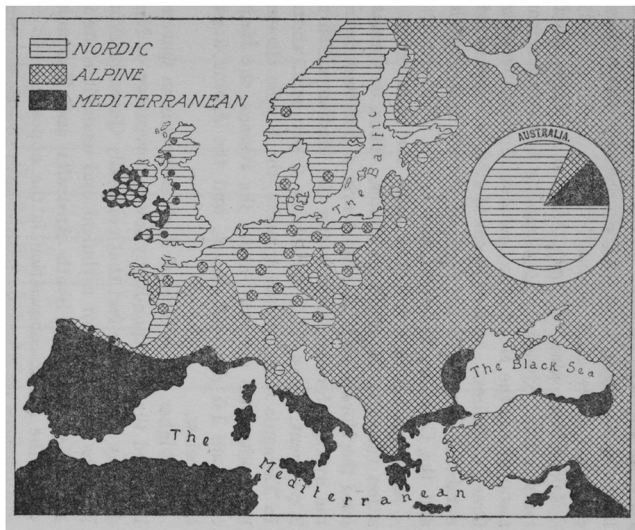 NORDIC
ALPINE
MEDITERRANEAN
AUSTRALIA.
The Baltic
The Black Sea
The Mediterranean